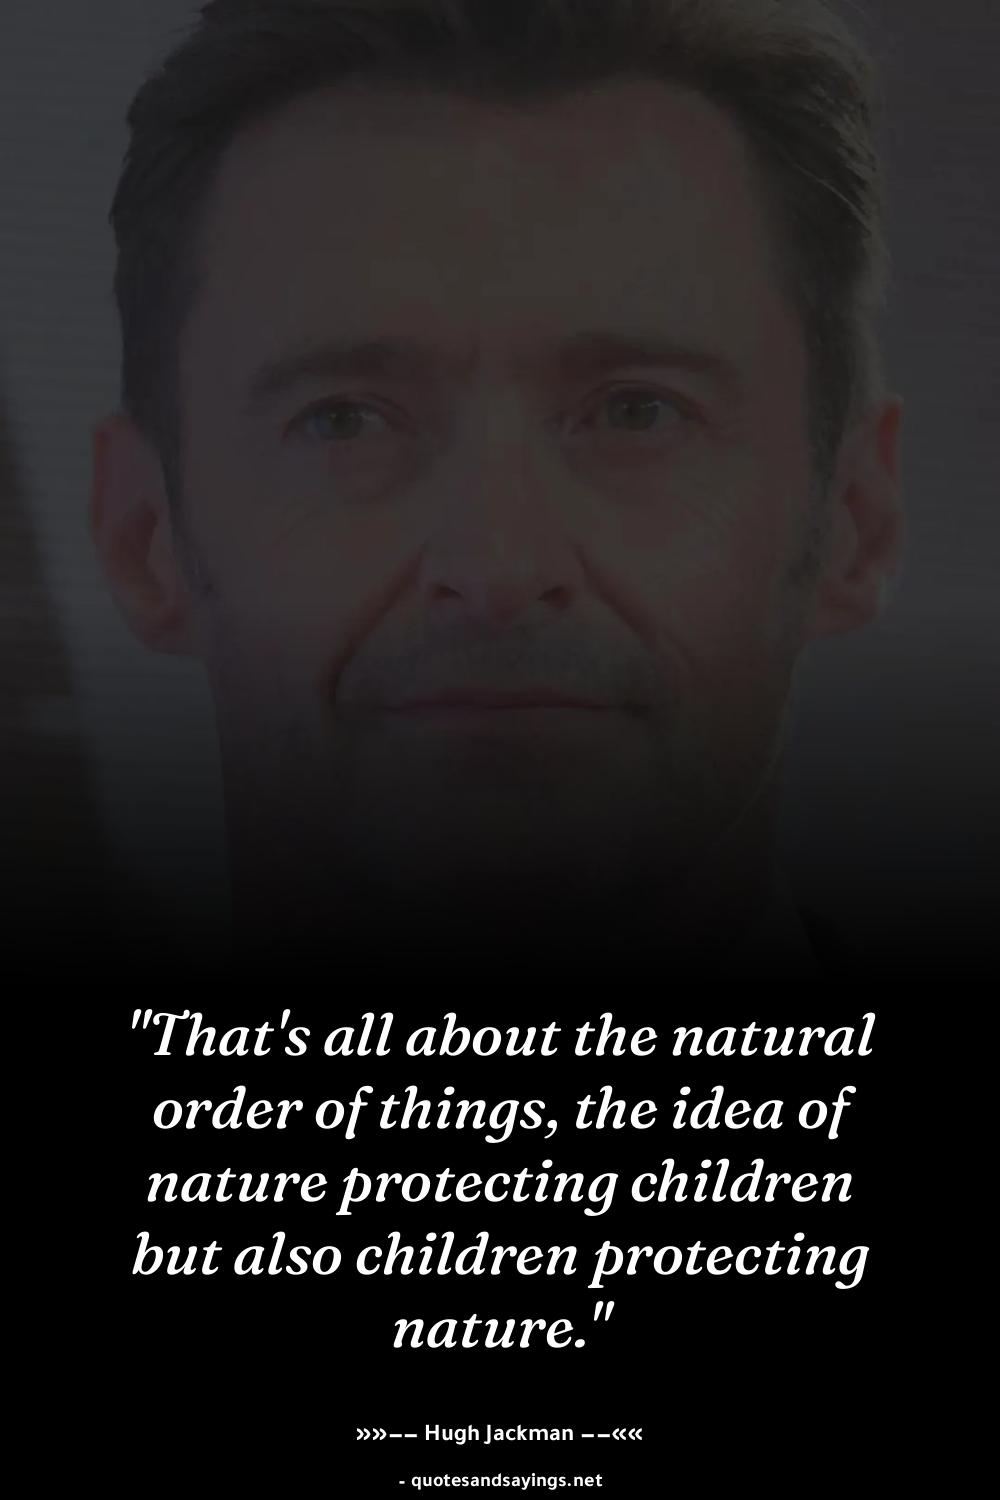 "That's all about the natural
order of things, the idea of
nature protecting children
but also children protecting
nature."
»»−− Hugh Jackman −−««
- quotesandsayings.net